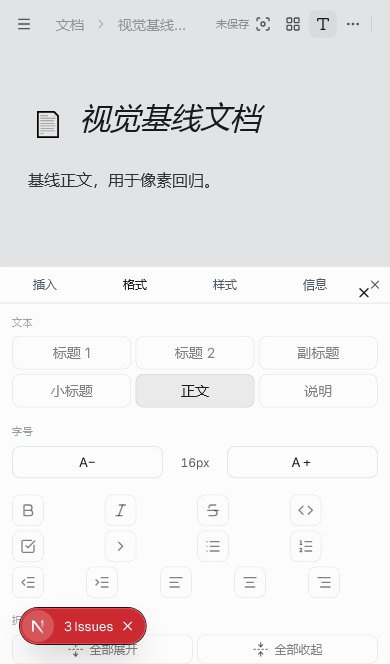 文档 > 视觉基线... 未保存 T ...
视觉基线文档
基线正文，用于像素回归。
插入 格式 样式 信息
文本
标题 1 标题 2 副标题
小标题 正文 说明
字号
A− 16px A+
B I S <>
N 3 Issues ×
全部展开 全部收起